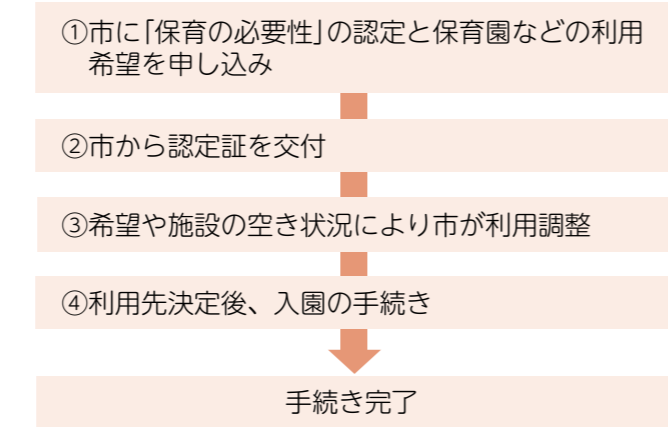 ①市に「保育の必要性」の認定と保育園などの利用
希望を申し込み
②市から認定証を交付
③希望や施設の空き状況により市が利用調整
④利用先決定後、入園の手続き
手続き完了